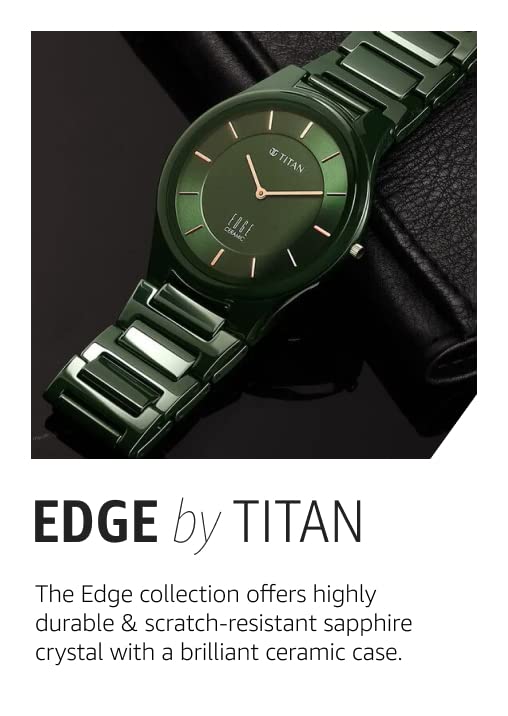 TITAN
EDGE
CERAMIC
EDGE by TITAN
The Edge collection offers highly
durable & scratch-resistant sapphire
crystal with a brilliant ceramic case.